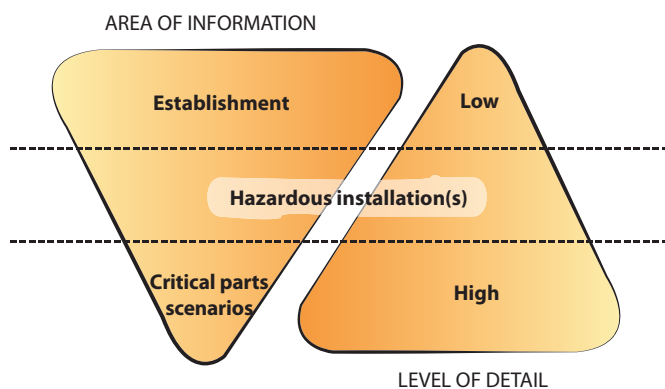 AREA OF INFORMATION
Establishment
Low
Hazardous installation(s)
Critical parts
scenarios
High
LEVEL OF DETAIL